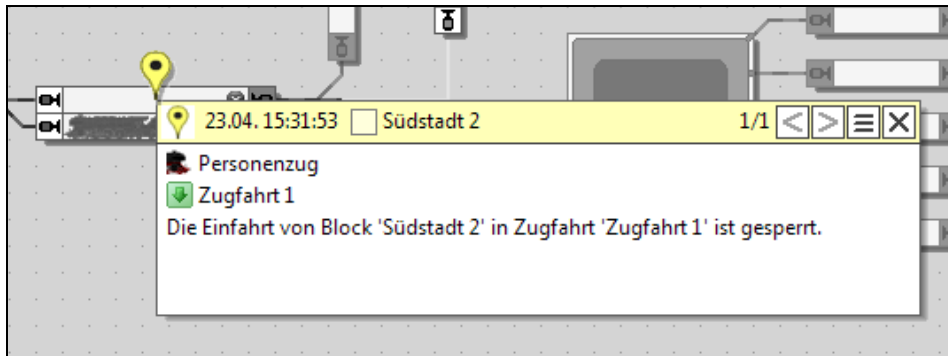 23.04. 15:31:53 Südstadt 2 1/1
Personenzug
Zugfahrt 1
Die Einfahrt von Block 'Südstadt 2' in Zugfahrt 'Zugfahrt 1' ist gesperrt.